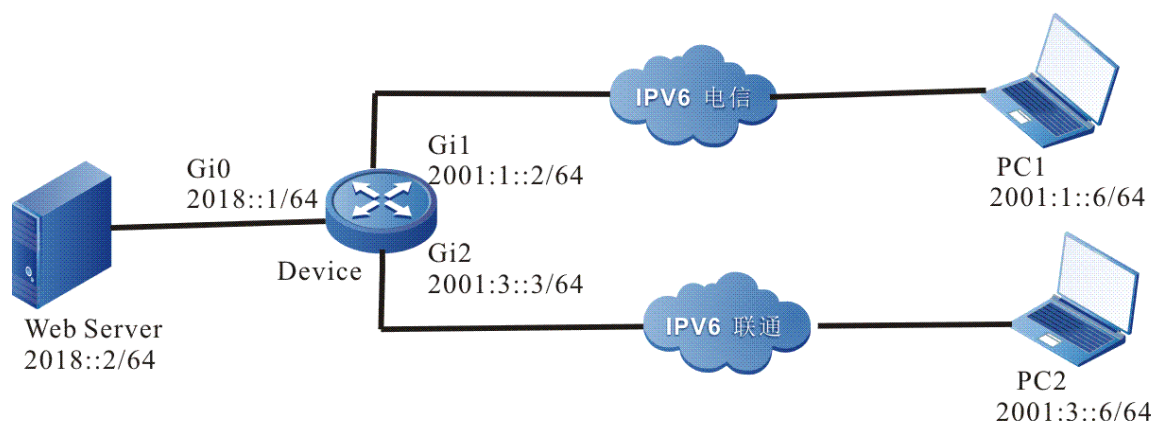 IPV6 电信
Gi1
2001:1::2/64
PC1
2001:1::6/64
Gi0
2018::1/64
Device
Gi2
2001:3::3/64
Web Server
2018::2/64
IPV6 联通
PC2
2001:3::6/64